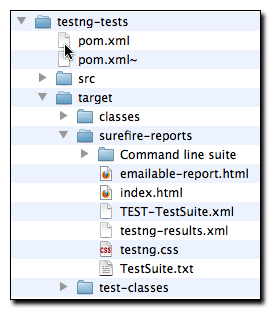 testng-tests
pom.xml
pom.xml~
src
target
classes
surefire-reports
Command line suite
emailable-report.html
index.html
TEST-TestSuite.xml
testng-results.xml
CSS testng.css
TestSuite.txt
test-classes